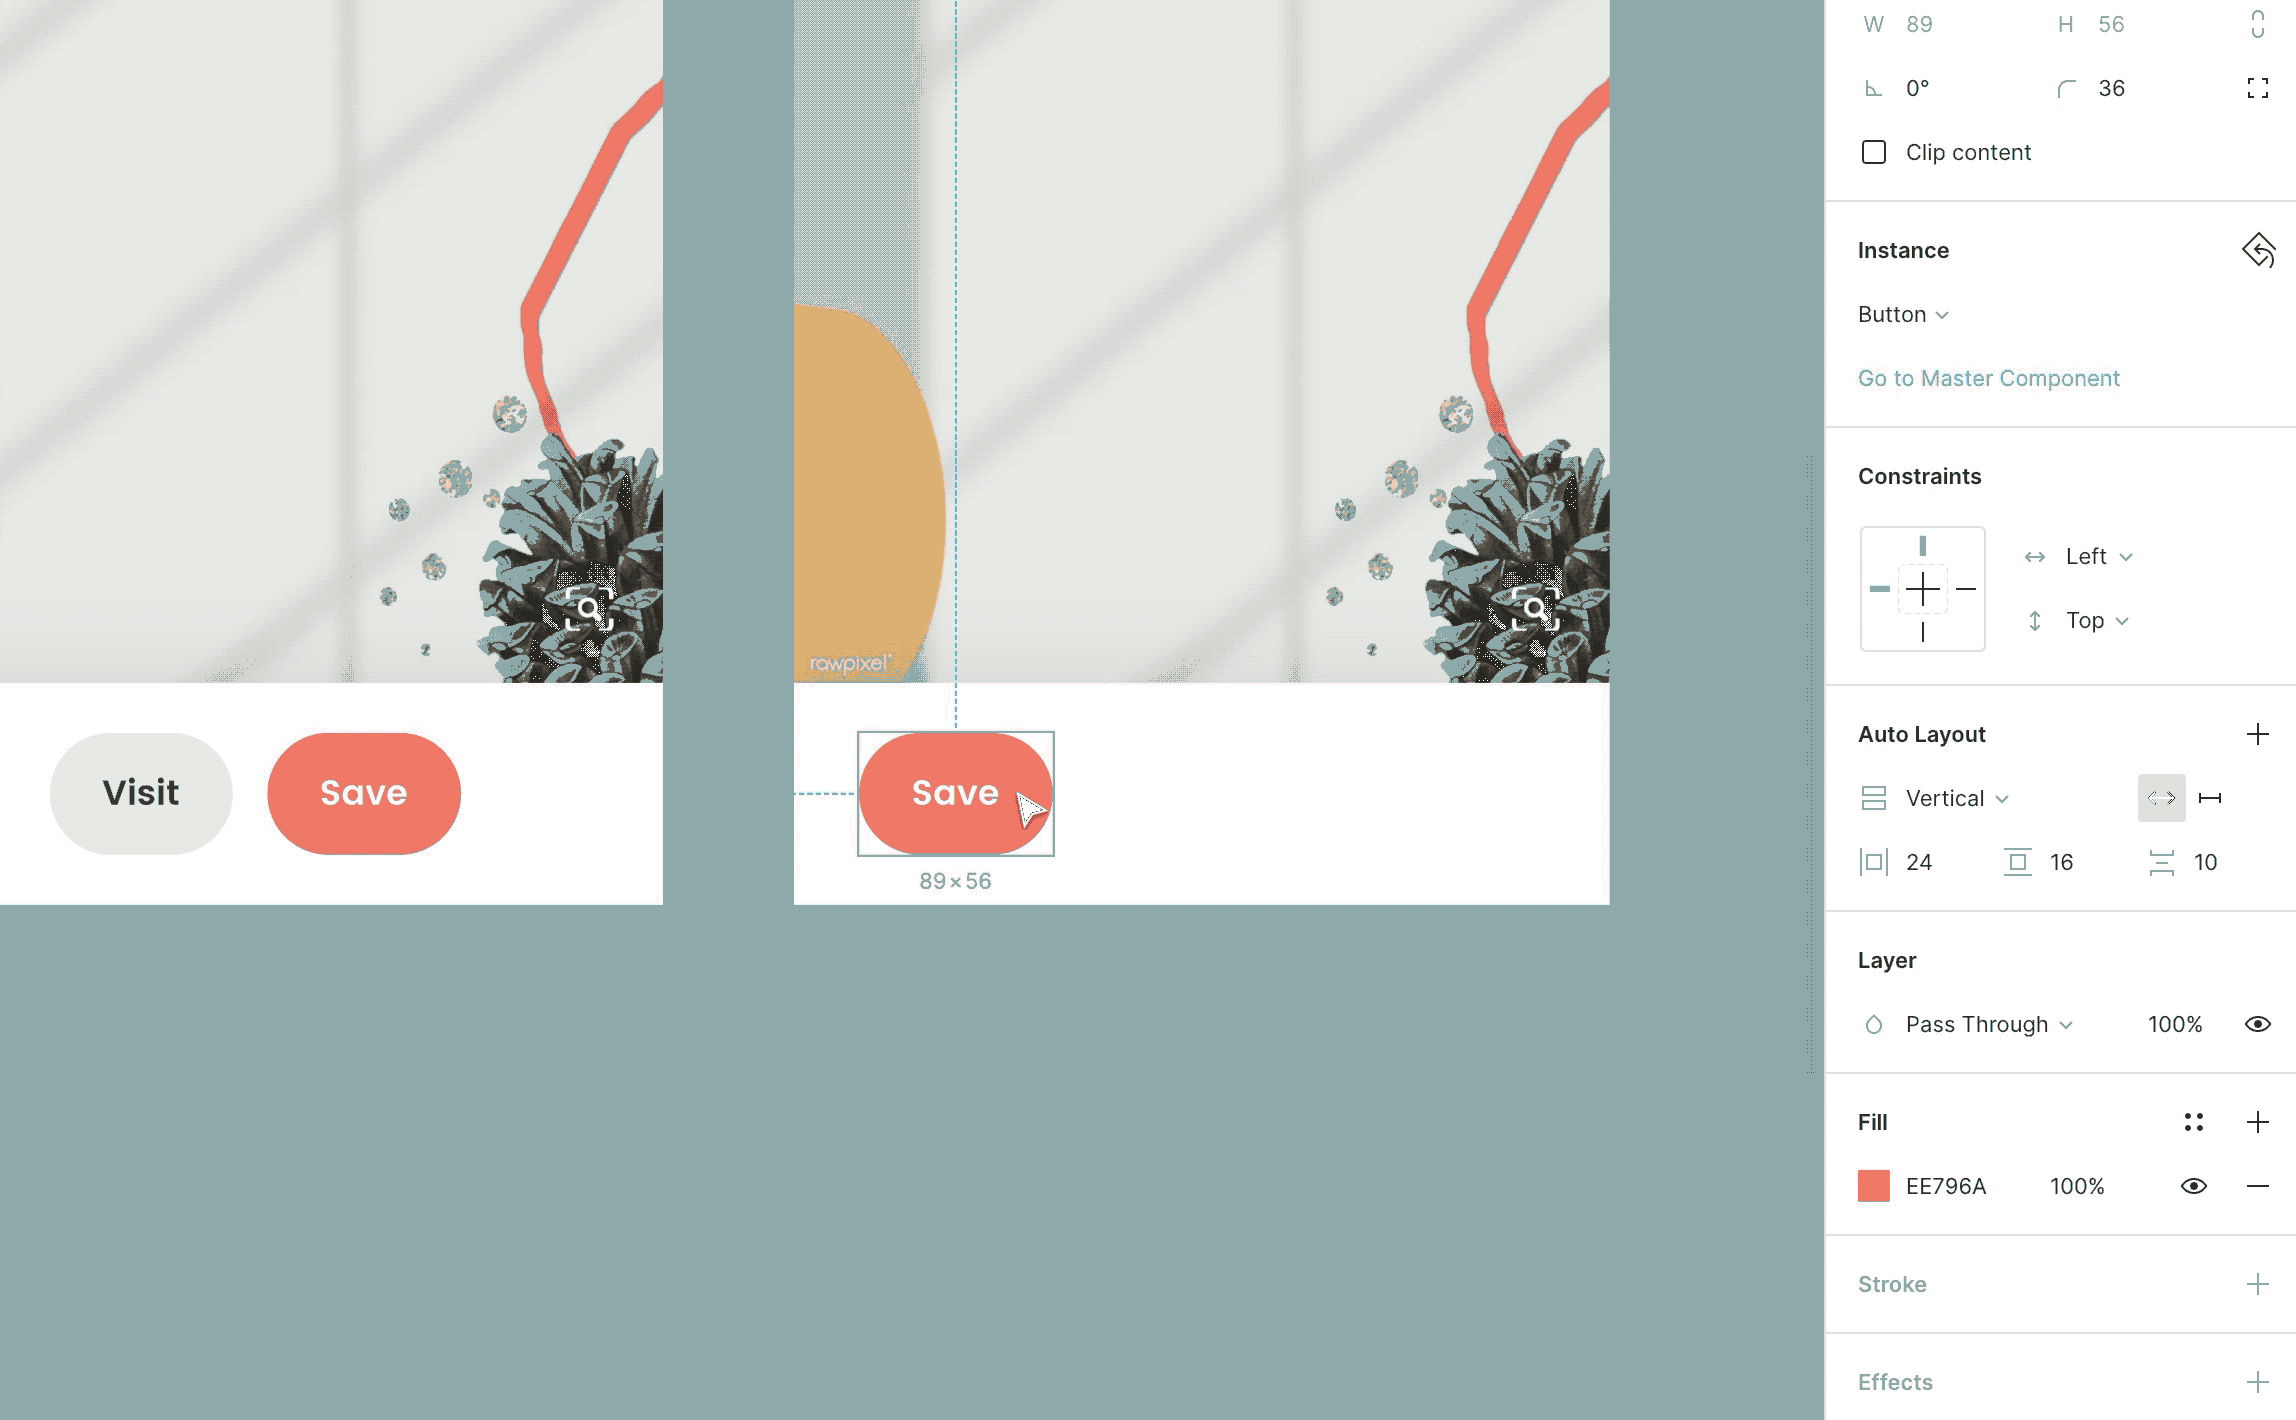 rawpixel
Visit
Save
Save
89×56
W 89 H 56
0° 36
Clip content
Instance
Button
Go to Master Component
Constraints
Left
Top
Auto Layout
Vertical
24 16 10
Layer
Pass Through 100%
Fill
EE796A 100%
Stroke
Effects